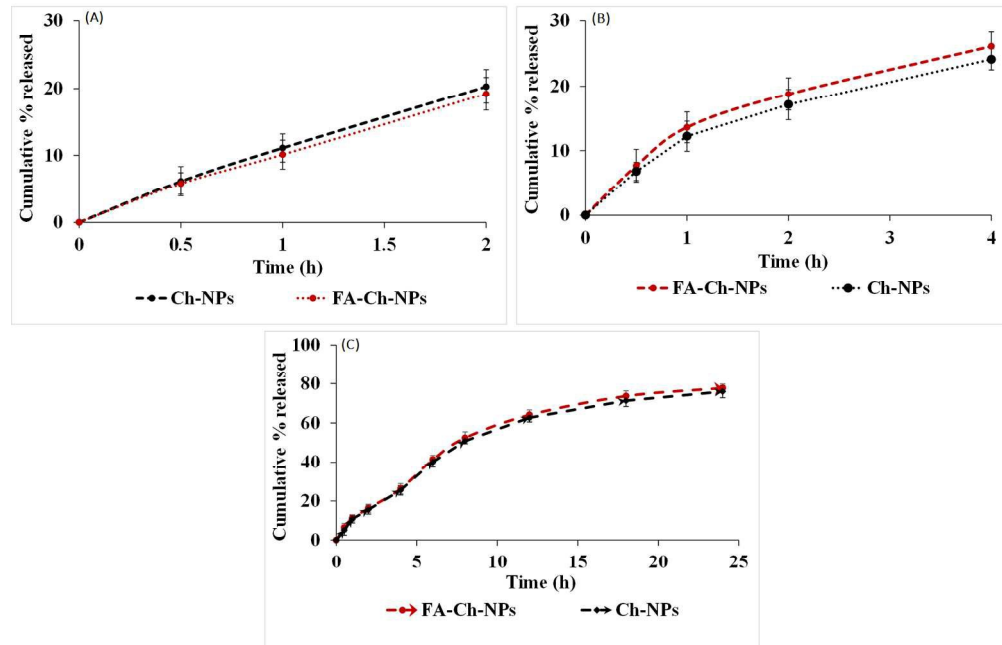 (A)
Cumulative % released
30
20
10
0
0 0.5 1 1.5 2
Time (h)
Ch-NPs FA-Ch-NPs
(B)
Cumulative % released
30
20
10
0
0 1 2 3 4
Time (h)
FA-Ch-NPs Ch-NPs
(C)
Cumulative % released
100
80
60
40
20
0
0 5 10 15 20 25
Time (h)
FA-Ch-NPs Ch-NPs